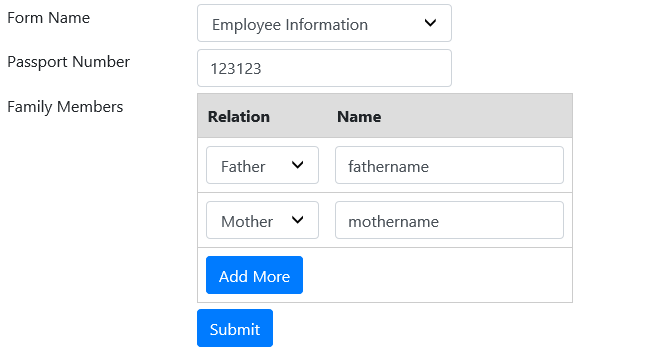 Form Name Employee Information
Passport Number 123123
Family Members
Relation Name
Father fathername
Mother mothername
Add More
Submit